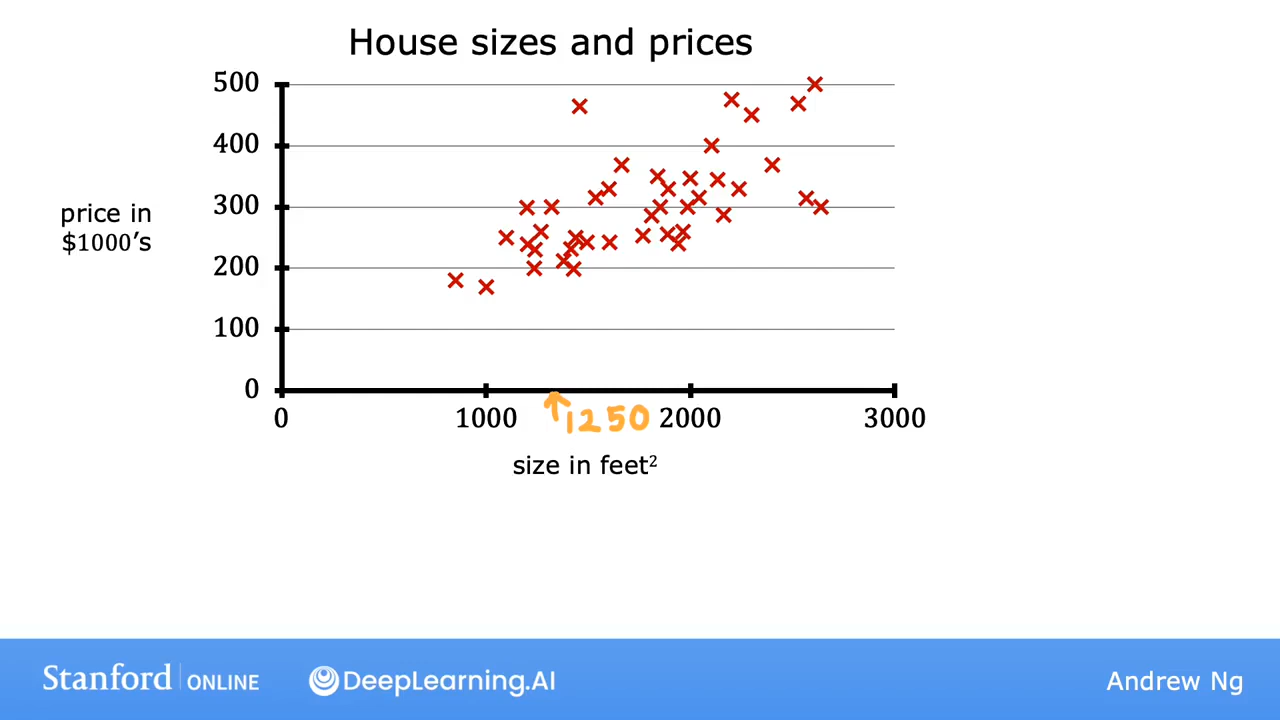 House sizes and prices
500
400
300
200
100
0
price in
$1000's
0 1000 1250 2000 3000
size in feet²
Stanford ONLINE DeepLearning.AI Andrew Ng